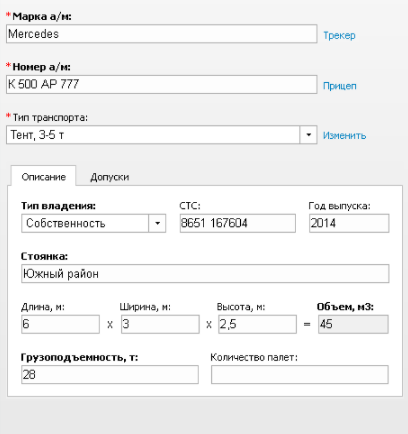 *Марка а/м:
Mercedes
Трекер
*Номер а/м:
К 500 АР 777
Прицеп
*Тип транспорта:
Тент, 3-5 т
Изменить
Описание Допуски
Тип владения: СТС: Год выпуска:
Собственность 8651 167604 2014
Стоянка:
Южный район
Длина, м: Ширина, м: Высота, м: Объем, м3:
6 x 3 x 2,5 = 45
Грузоподъемность, т: Количество палет:
28